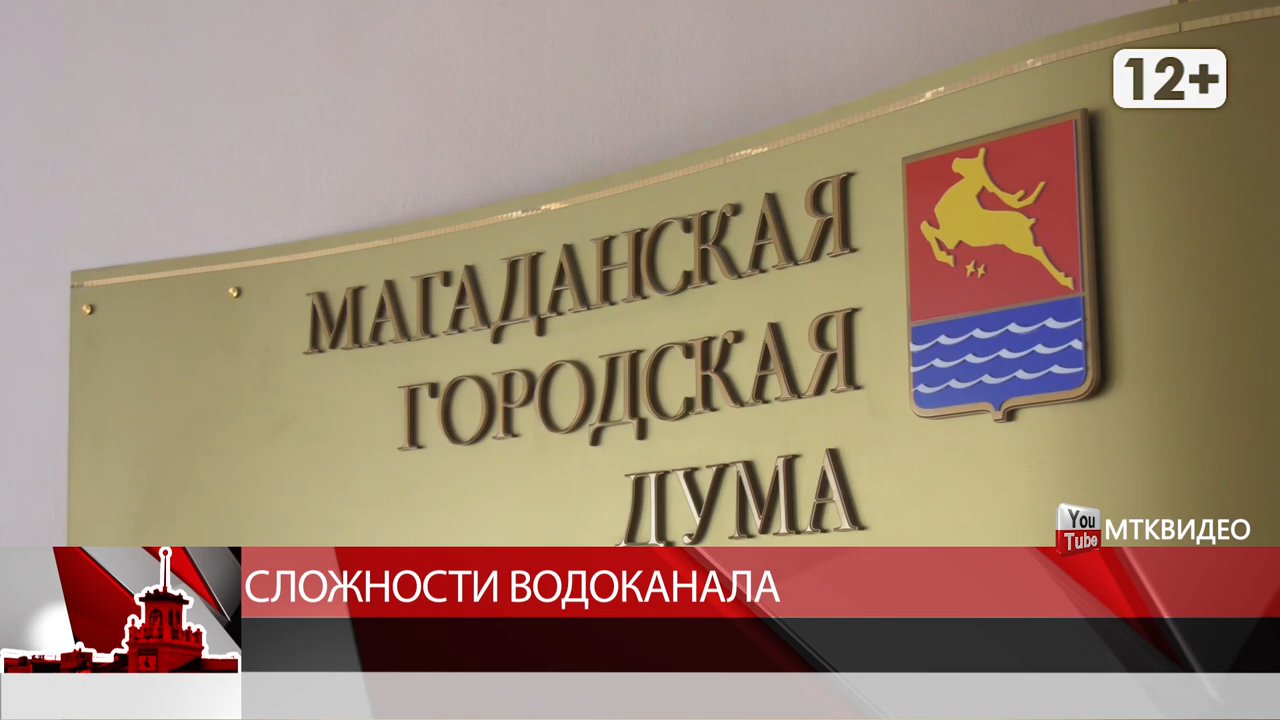 12+
МАГАДАНСКАЯ
ГОРОДСКАЯ
ДУМА
You
Tube
МТКВИДЕО
СЛОЖНОСТИ ВОДОКАНАЛА